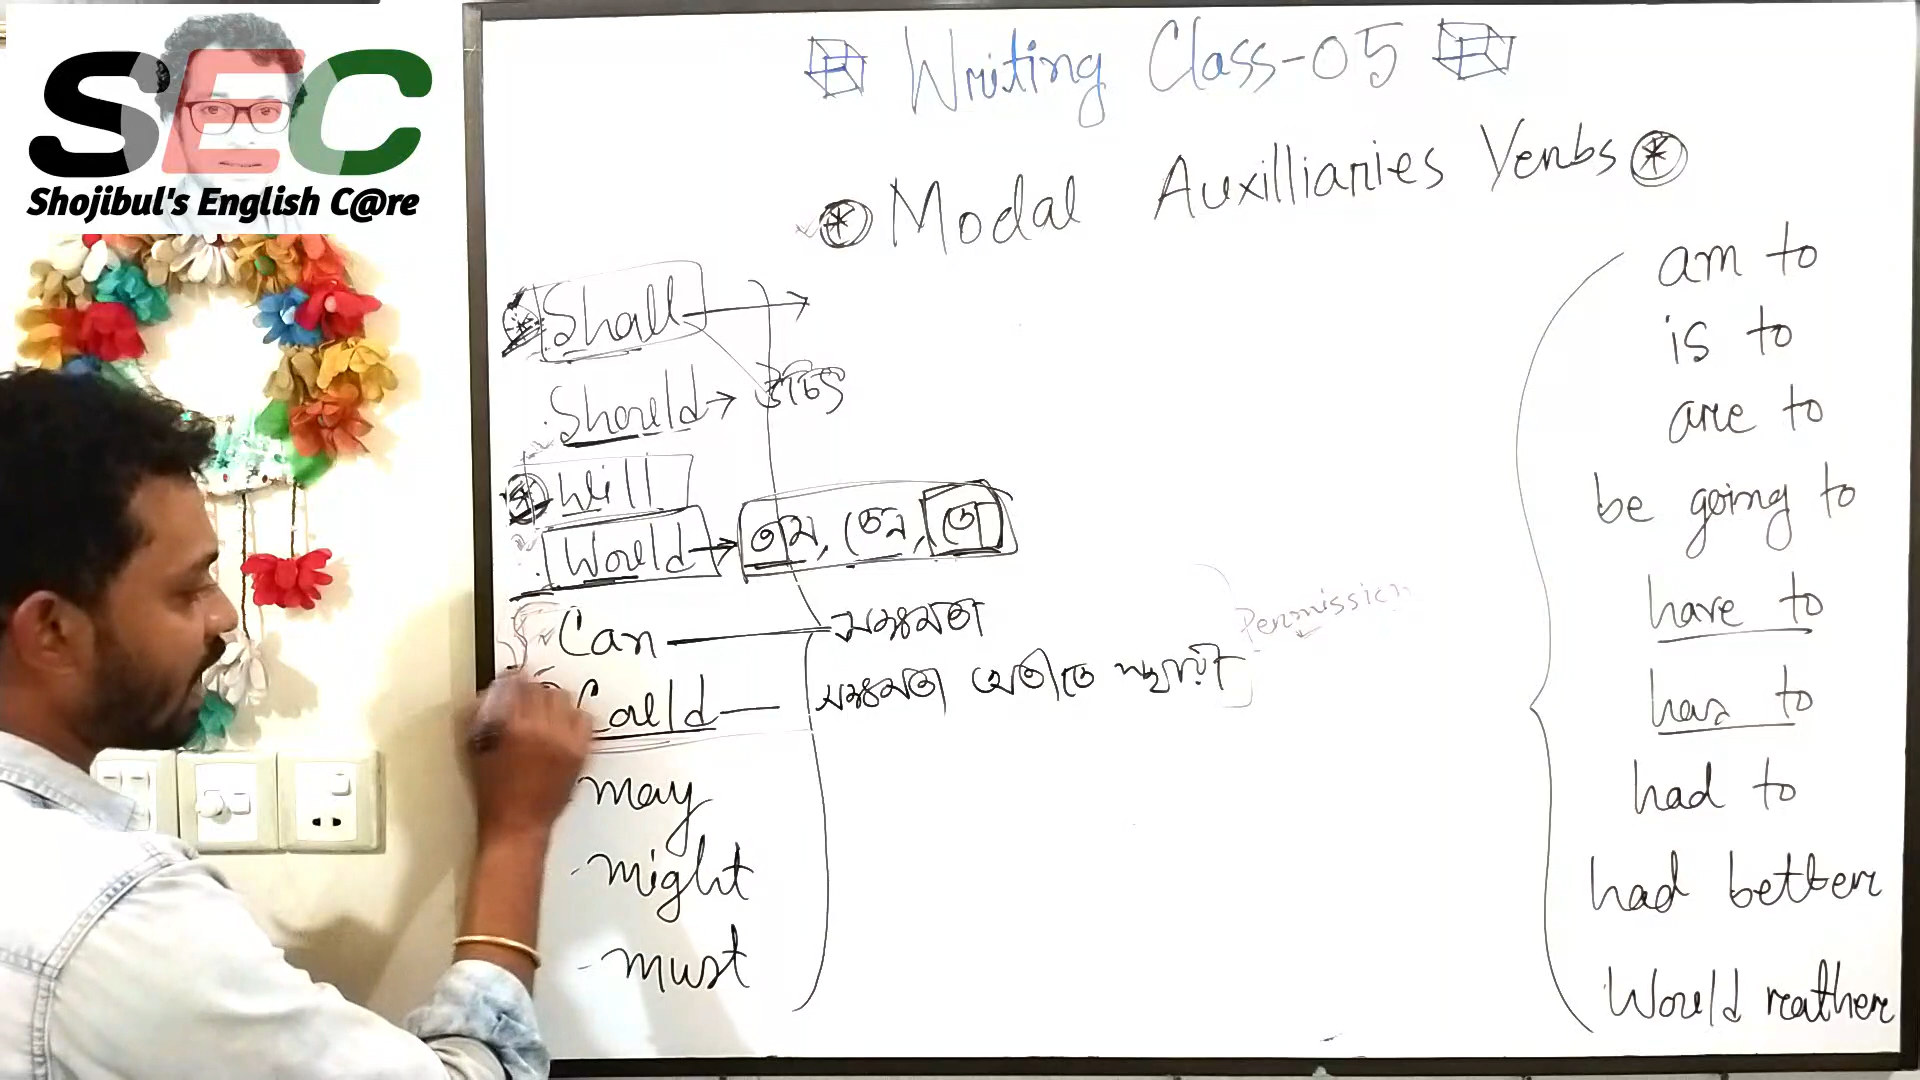 SEC
Shojibul's English C@re
Writing Class-05
Modal Auxilliaries Verbs
Shall
Should → উচিৎ
Will
Would → তাম, তেন, তে
Can — সক্ষমতা
Could — সক্ষমতা অতীতে
Permission
may
might
must
am to
is to
are to
be going to
have to
has to
had to
had better
Would rather